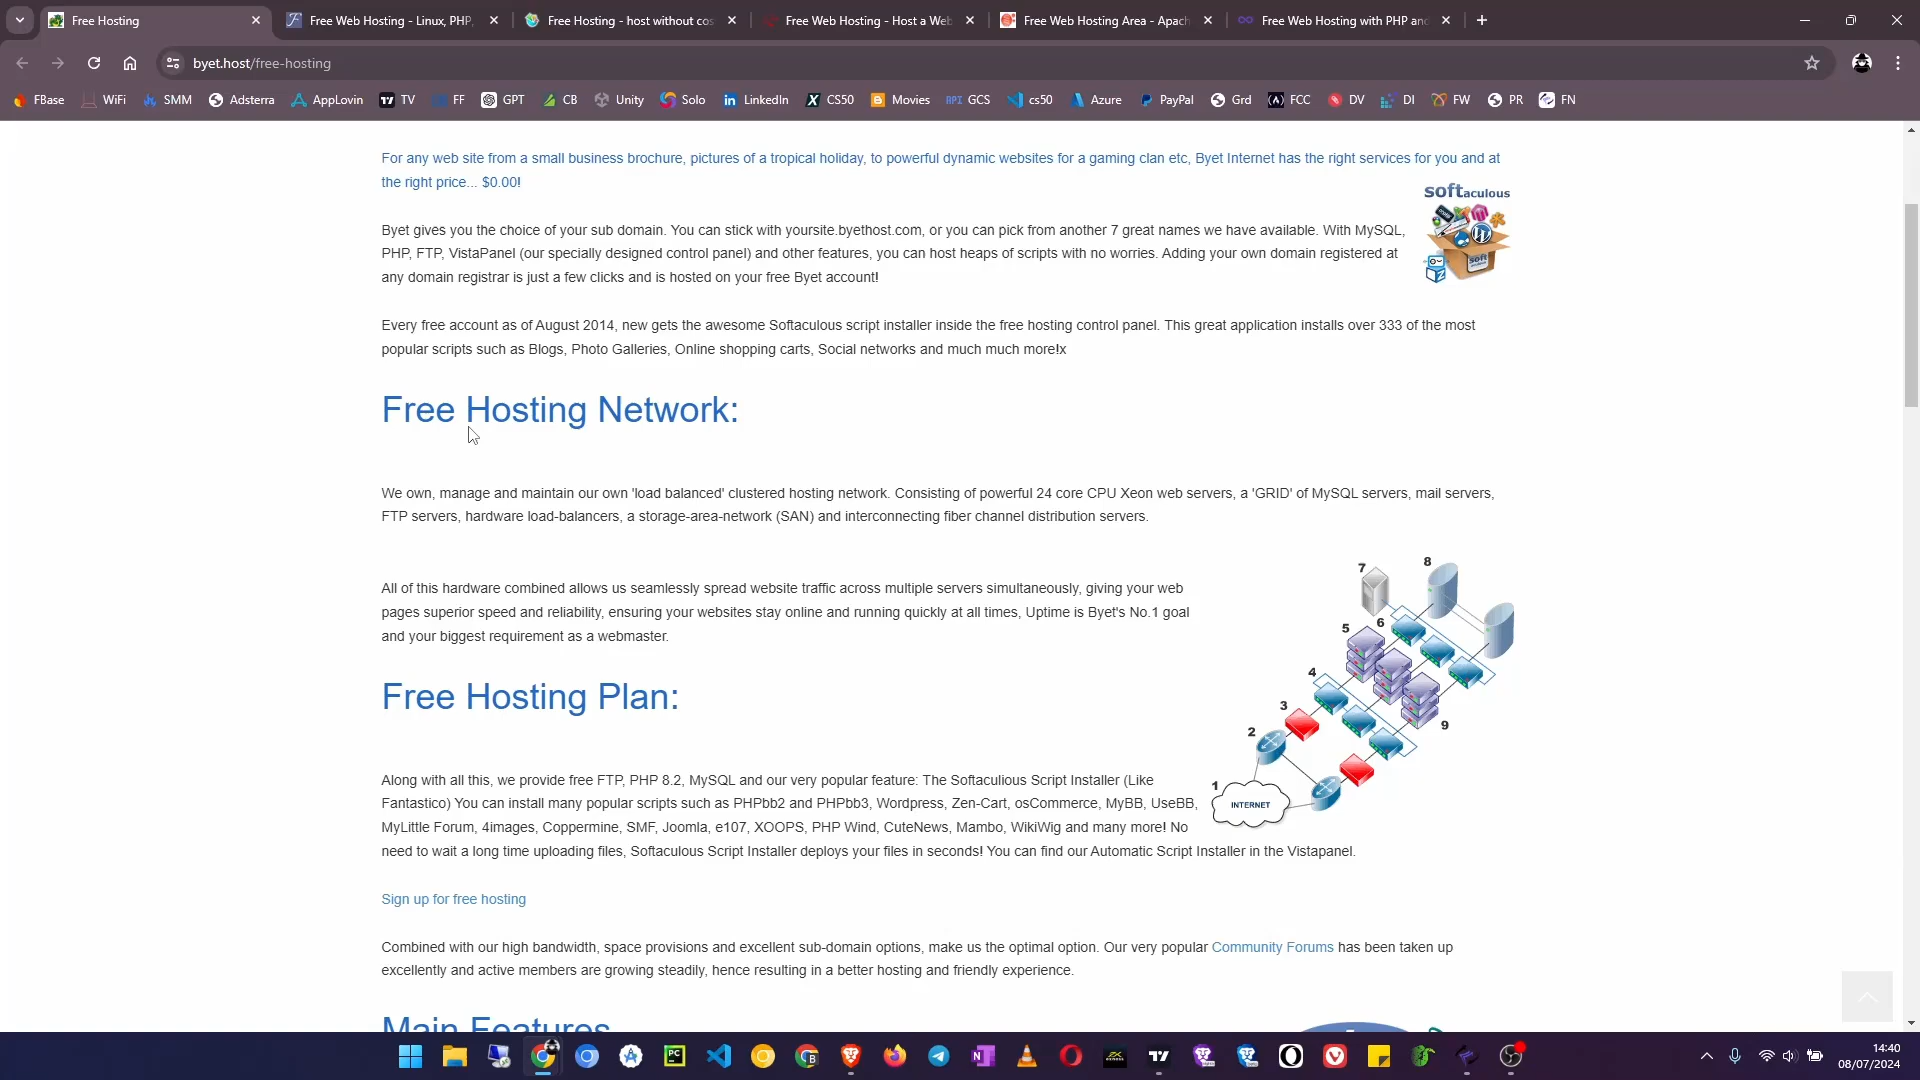 Free Hosting
Free Web Hosting - Linux, PHP,
Free Hosting - host without cos
Free Web Hosting - Host a Web
Free Web Hosting Area - Apach
Free Web Hosting with PHP and
byet.host/free-hosting
FBase
WiFi
SMM
Adsterra
AppLovin
TV
FF
GPT
CB
Unity
Solo
LinkedIn
CS50
Movies
API GCS
cs50
Azure
PayPal
Grd
FCC
DV
DI
FW
PR
FN
For any web site from a small business brochure, pictures of a tropical holiday, to powerful dynamic websites for a gaming clan etc, Byet Internet has the right services for you and at
the right price... $0.00!
softaculous
Byet gives you the choice of your sub domain. You can stick with yoursite.byethost.com, or you can pick from another 7 great names we have available. With MySQL,
PHP, FTP, VistaPanel (our specially designed control panel) and other features, you can host heaps of scripts with no worries. Adding your own domain registered at
any domain registrar is just a few clicks and is hosted on your free Byet account!
Every free account as of August 2014, new gets the awesome Softaculous script installer inside the free hosting control panel. This great application installs over 333 of the most
popular scripts such as Blogs, Photo Galleries, Online shopping carts, Social networks and much much more!x
Free Hosting Network:
We own, manage and maintain our own 'load balanced' clustered hosting network. Consisting of powerful 24 core CPU Xeon web servers, a 'GRID' of MySQL servers, mail servers,
FTP servers, hardware load-balancers, a storage-area-network (SAN) and interconnecting fiber channel distribution servers.
All of this hardware combined allows us seamlessly spread website traffic across multiple servers simultaneously, giving your web
pages superior speed and reliability, ensuring your websites stay online and running quickly at all times, Uptime is Byet's No.1 goal
and your biggest requirement as a webmaster.
8
7
6
5
4
3
9
2
1
INTERNET
Free Hosting Plan:
Along with all this, we provide free FTP, PHP 8.2, MySQL and our very popular feature: The Softaculious Script Installer (Like
Fantastico) You can install many popular scripts such as PHPbb2 and PHPbb3, Wordpress, Zen-Cart, osCommerce, MyBB, UseBB,
MyLittle Forum, 4images, Coppermine, SMF, Joomla, e107, XOOPS, PHP Wind, CuteNews, Mambo, WikiWig and many more! No
need to wait a long time uploading files, Softaculous Script Installer deploys your files in seconds! You can find our Automatic Script Installer in the Vistapanel.
Sign up for free hosting
Combined with our high bandwidth, space provisions and excellent sub-domain options, make us the optimal option. Our very popular Community Forums has been taken up
excellently and active members are growing steadily, hence resulting in a better hosting and friendly experience.
Main Features
14:40
08/07/2024